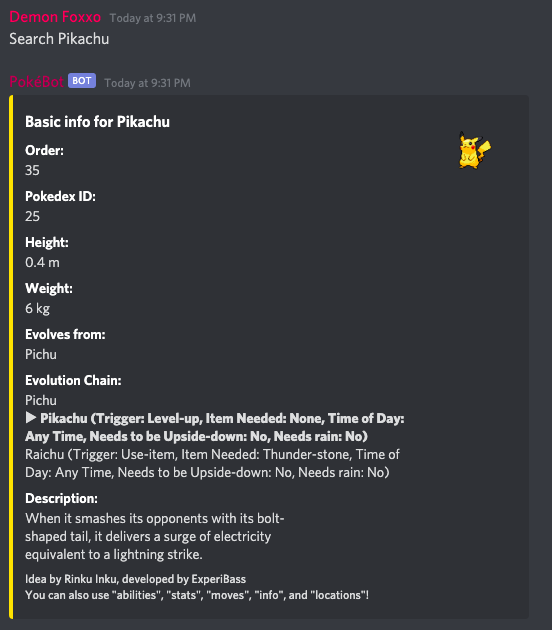 Demon Foxxo Today at 9:31 PM
Search Pikachu
PokéBot BOT Today at 9:31 PM
Basic info for Pikachu
Order:
35
Pokedex ID:
25
Height:
0.4 m
Weight:
6 kg
Evolves from:
Pichu
Evolution Chain:
Pichu
▶ Pikachu (Trigger: Level-up, Item Needed: None, Time of Day:
Any Time, Needs to be Upside-down: No, Needs rain: No)
Raichu (Trigger: Use-item, Item Needed: Thunder-stone, Time of
Day: Any Time, Needs to be Upside-down: No, Needs rain: No)
Description:
When it smashes its opponents with its bolt-
shaped tail, it delivers a surge of electricity
equivalent to a lightning strike.
Idea by Rinku Inku, developed by ExperiBass
You can also use "abilities", "stats", "moves", "info", and "locations"!